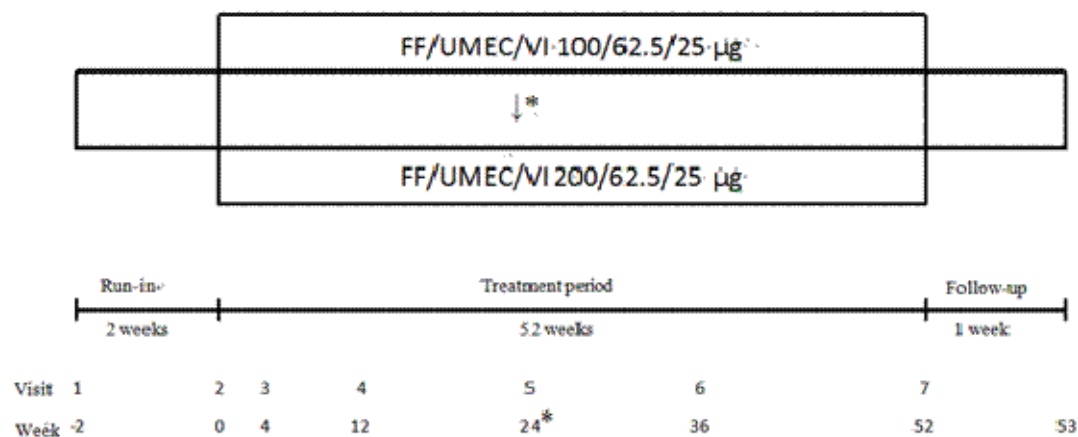 FF/UMEC/VI 100/62.5/25 µg
↓*
FF/UMEC/VI 200/62.5/25 µg
Run-in Treatment period Follow-up
2 weeks 52 weeks 1 week
Visit 1 2 3 4 5 6 7
Week -2 0 4 12 24* 36 52 53